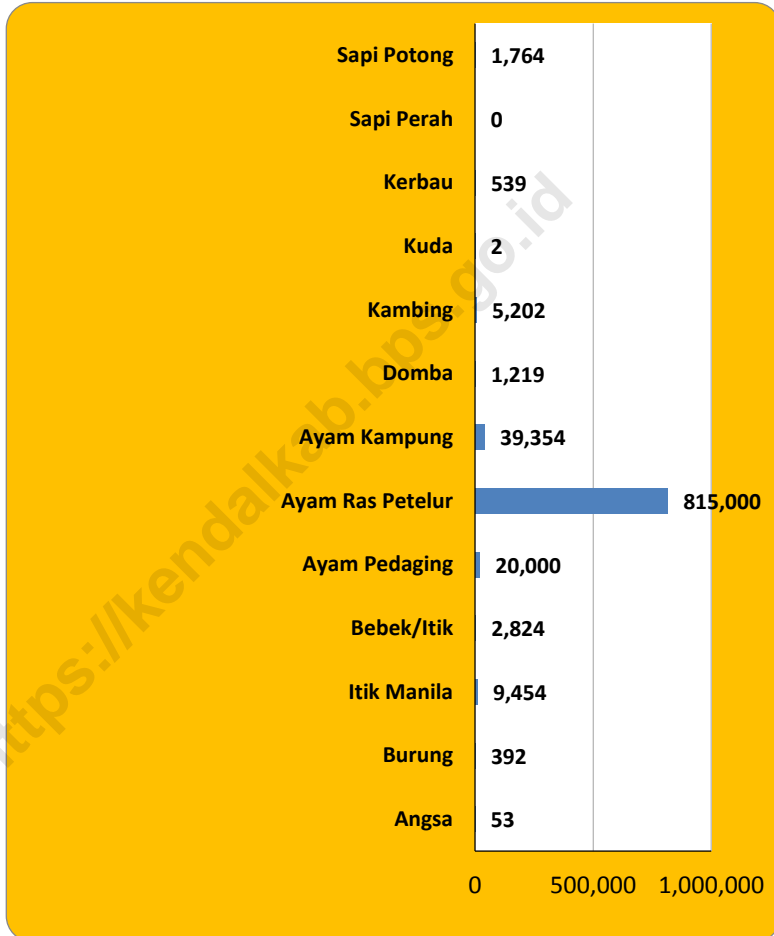 Sapi Potong 1,764
Sapi Perah 0
Kerbau 539
Kuda 2
Kambing 5,202
Domba 1,219
Ayam Kampung 39,354
Ayam Ras Petelur 815,000
Ayam Pedaging 20,000
Bebek/Itik 2,824
Itik Manila 9,454
Burung 392
Angsa 53
0 500,000 1,000,000
https://kendalkab.bps.go.id